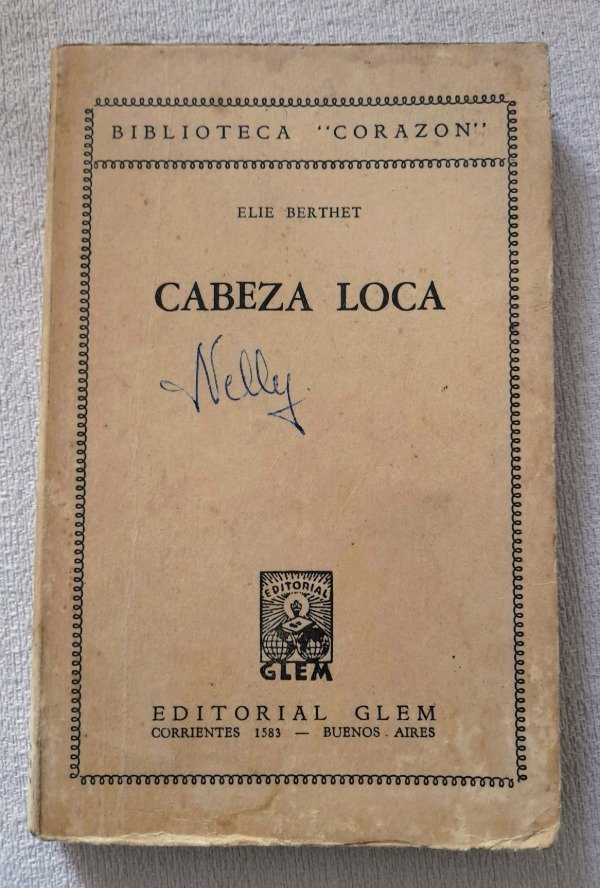 BIBLIOTECA "CORAZON"
ELIE BERTHET
CABEZA LOCA
Nelly
EDITORIAL
GLEM
EDITORIAL GLEM
CORRIENTES 1583 — BUENOS AIRES